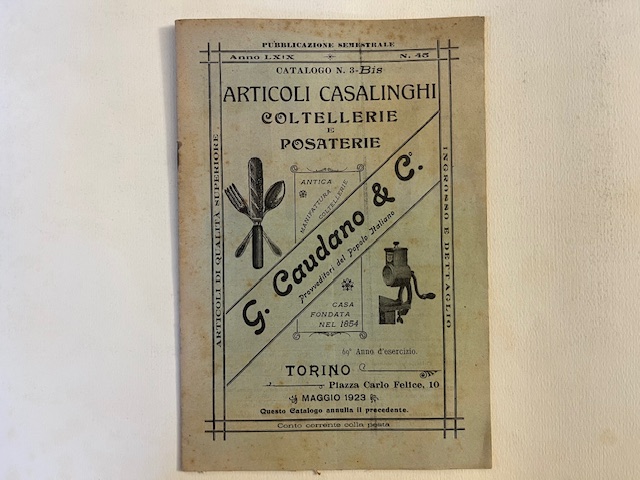 PUBBLICAZIONE SEMESTRALE
Anno LXIX N. 45
CATALOGO N. 3-Bis
ARTICOLI CASALINGHI
COLTELLERIE
E
POSATERIE
ARTICOLI DI QUALITÀ SUPERIORE
INGROSSO E DETTAGLIO
ANTICA
MANIFATTURA
COLTELLERIE
G. Caudano & C.º
Provveditori del Popolo Italiano
CASA
FONDATA
NEL 1854
69º Anno d'esercizio.
TORINO
Piazza Carlo Felice, 10
MAGGIO 1923
Questo Catalogo annulla il precedente.
Conto corrente colla posta